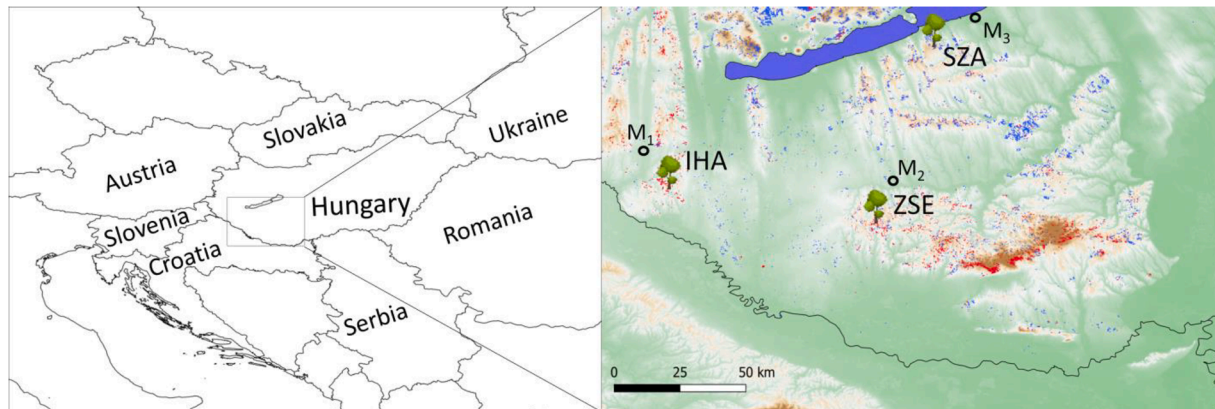 Slovakia
Ukraine
Austria
Hungary
Slovenia
Romania
Croatia
Serbia
M3
SZA
M1
IHA
M2
ZSE
0 25 50 km